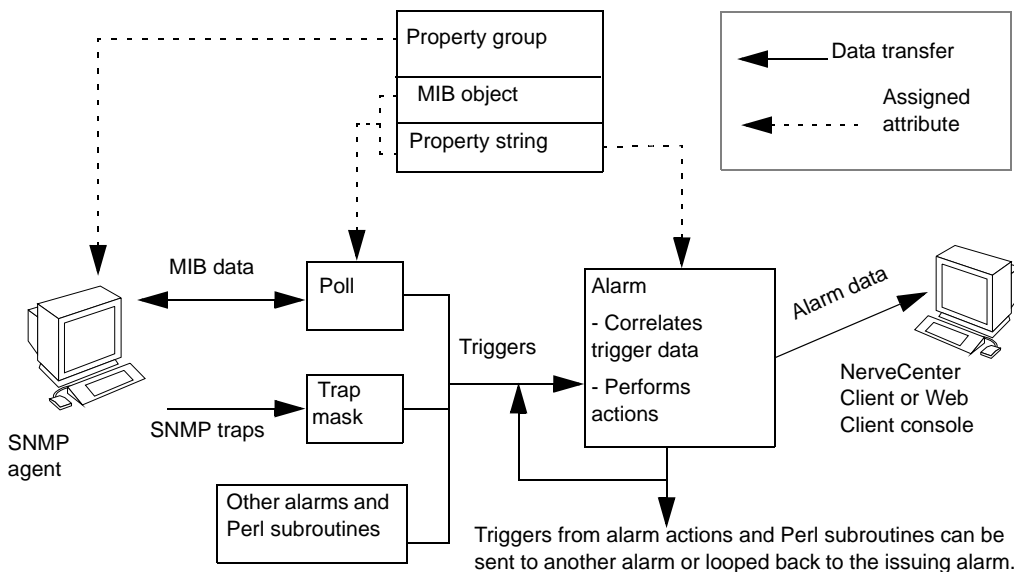 Property group
MIB object
Property string
Data transfer
Assigned
attribute
MIB data
Poll
SNMP traps
Trap
mask
SNMP
agent
Other alarms and
Perl subroutines
Triggers
Alarm
- Correlates
trigger data
- Performs
actions
Alarm data
NerveCenter
Client or Web
Client console
Triggers from alarm actions and Perl subroutines can be
sent to another alarm or looped back to the issuing alarm.